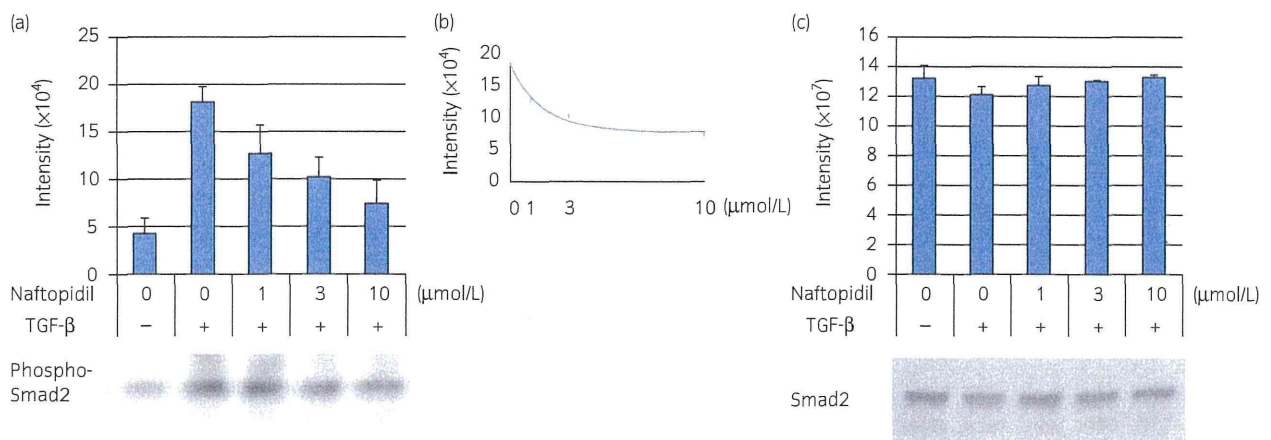 (a)
25
20
15
10
5
0
Intensity (×10⁴)
Naftopidil 0 0 1 3 10 (μmol/L)
TGF-β − + + + +
Phospho-
Smad2
(b)
20
15
10
5
0
Intensity (×10⁴)
0 1 3 10 (μmol/L)
(c)
16
14
12
10
8
6
4
2
0
Intensity (×10⁷)
Naftopidil 0 0 1 3 10 (μmol/L)
TGF-β − + + + +
Smad2